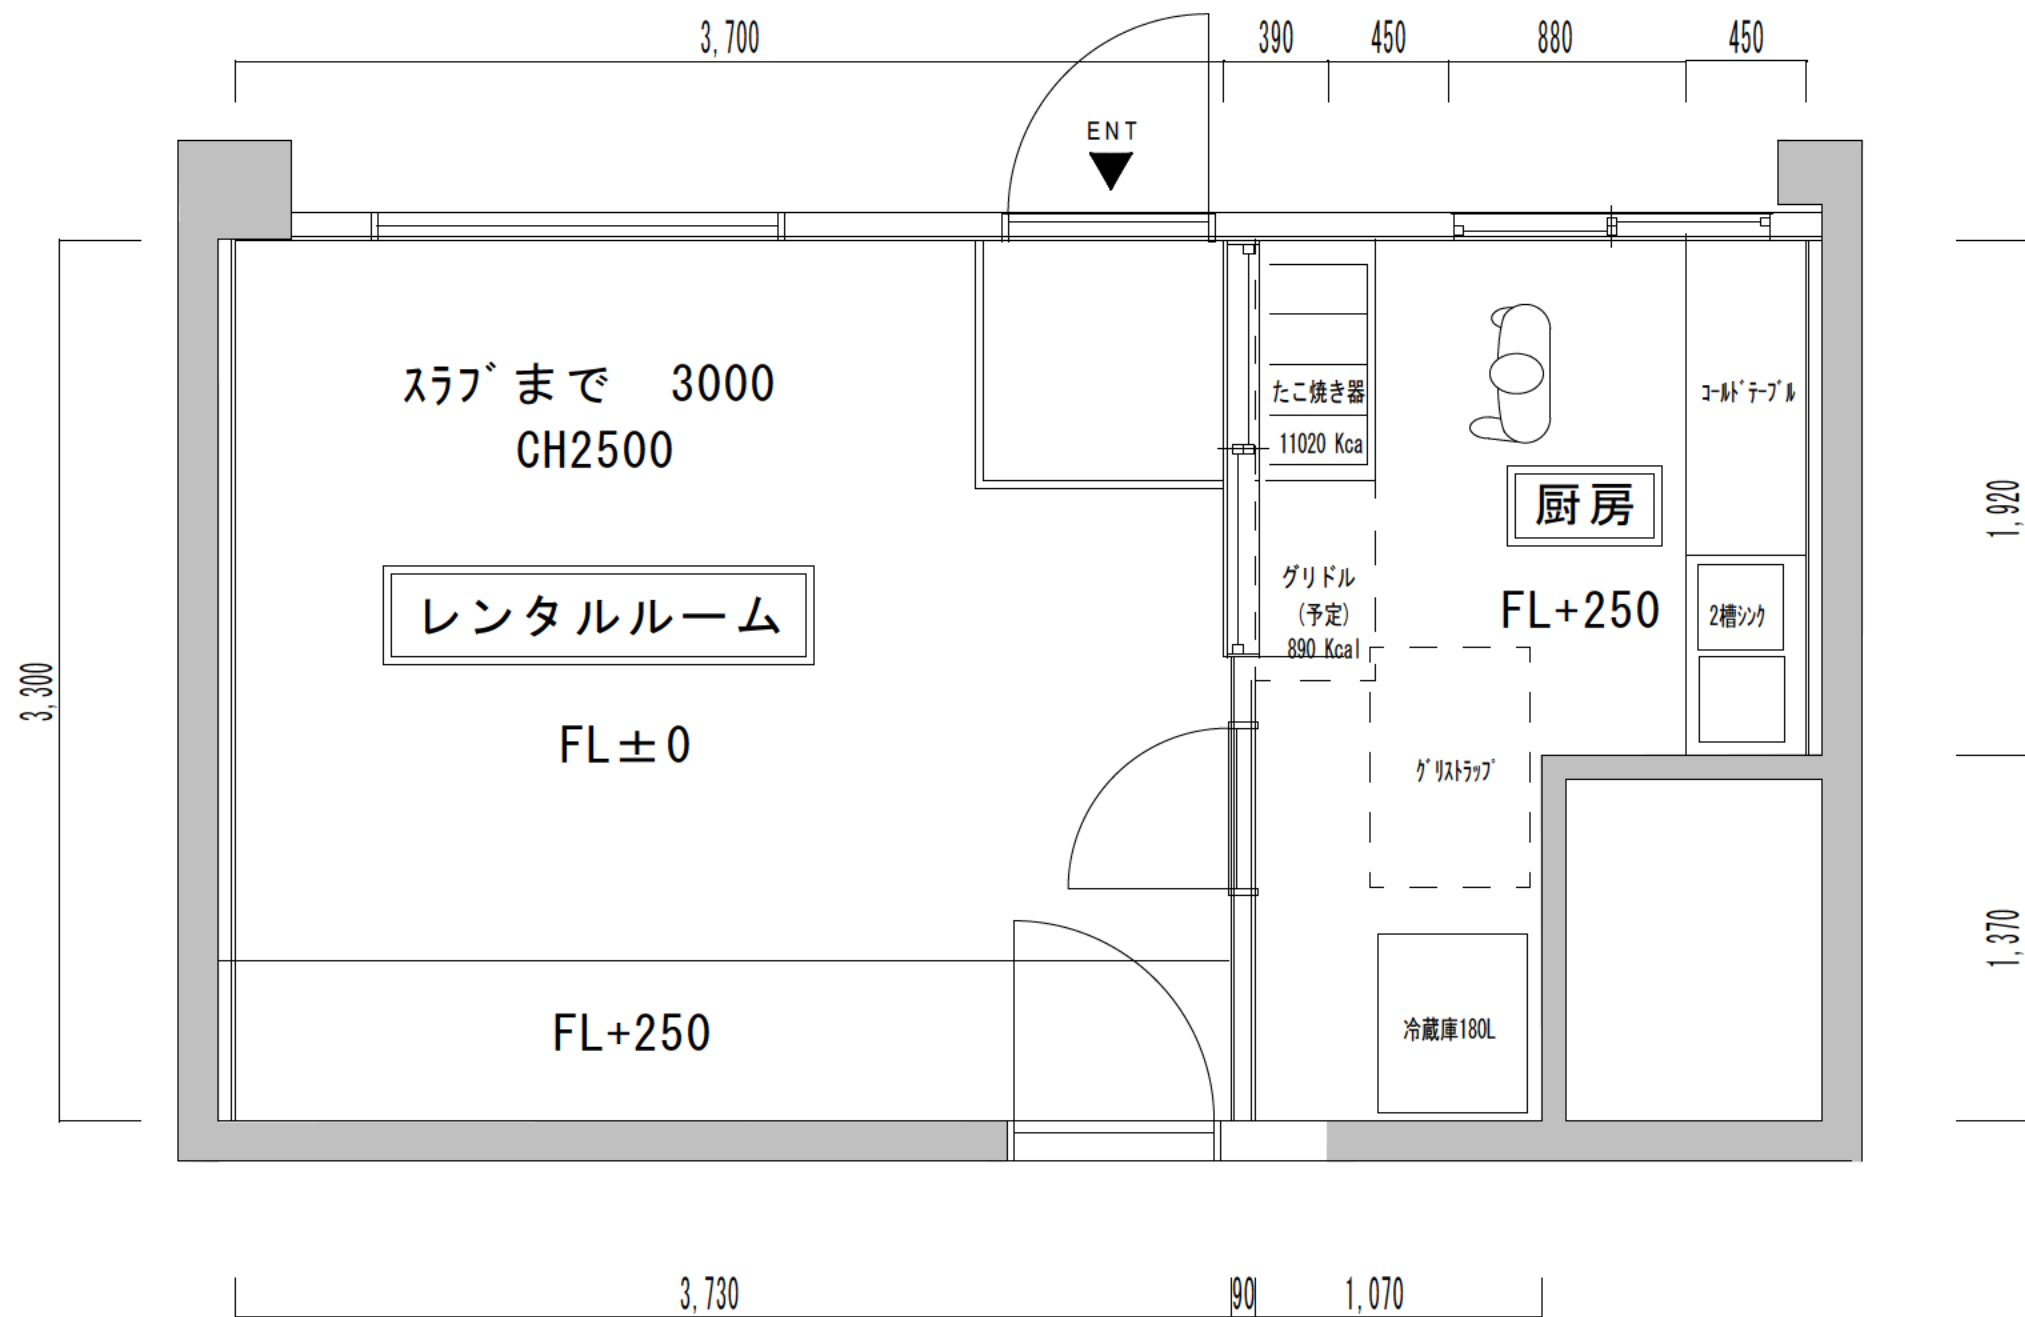 3,700 390 450 880 450
ENT
スラブまで 3000
CH2500
たこ焼き器
11020 Kca
コールドテーブル
厨房
1,920
グリドル
(予定)
890 Kcal
FL+250
2槽シンク
レンタルルーム
3,300
FL±0
グリストラップ
1,370
FL+250
冷蔵庫180L
3,730 90 1,070